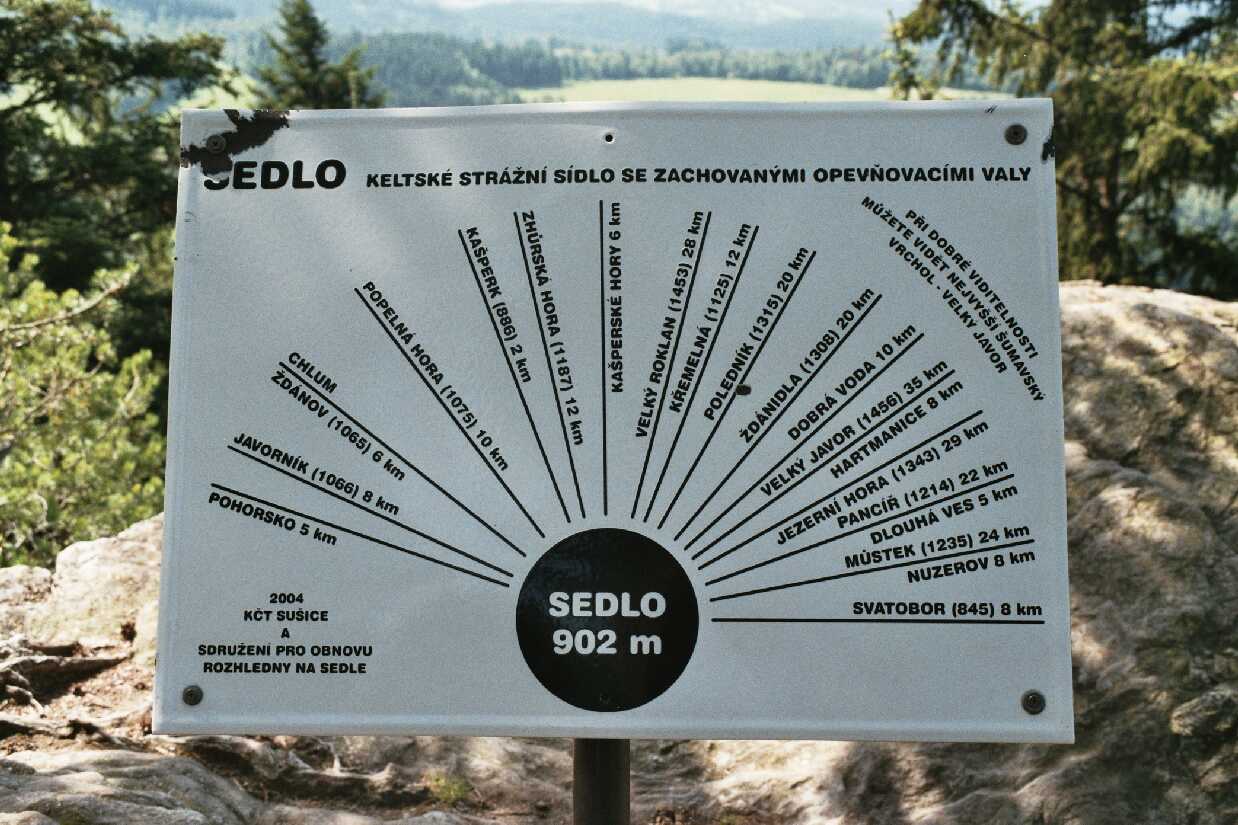 SEDLO KELTSKÉ STRÁŽNÍ SÍDLO SE ZACHOVANÝMI OPEVŇOVACÍMI VALY
PŘI DOBRÉ VIDITELNOSTI
MŮŽETE VIDĚT NEJVYŠŠÍ ŠUMAVSKÝ
VRCHOL - VELKÝ JAVOR
POHORSKO 5 km
JAVORNÍK (1066) 8 km
CHLUM
ŽDÁNOV (1065) 6 km
POPELNÁ HORA (1075) 10 km
KAŠPERK (886) 2 km
ZHŮRSKÁ HORA (1187) 12 km
KAŠPERSKÉ HORY 6 km
VELKÝ ROKLAN (1453) 28 km
KŘEMELNÁ (1125) 12 km
POLEDNÍK (1315) 20 km
ŽDÁNIDLA (1308) 20 km
DOBRÁ VODA 10 km
VELKÝ JAVOR (1456) 35 km
HARTMANICE 8 km
JEZERNÍ HORA (1343) 29 km
PANCÍŘ (1214) 22 km
DLOUHÁ VES 5 km
MŮSTEK (1235) 24 km
NUZEROV 8 km
SVATOBOR (845) 8 km
SEDLO
902 m
2004
KČT SUŠICE
A
SDRUŽENÍ PRO OBNOVU
ROZHLEDNY NA SEDLE